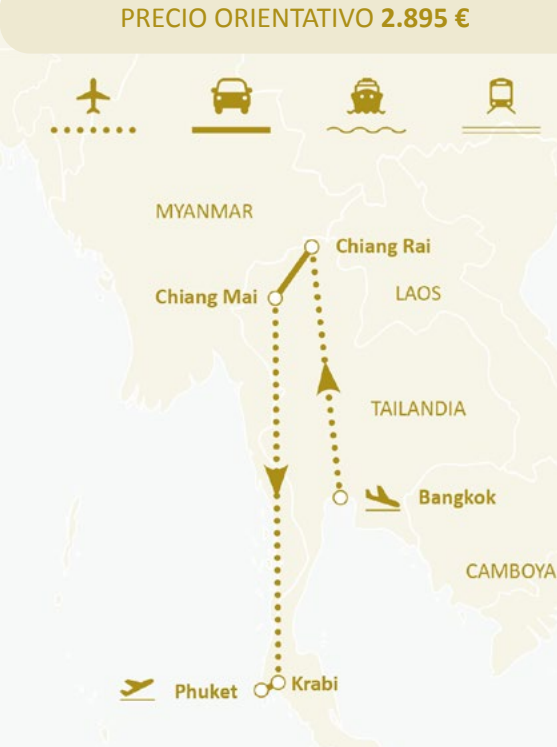 PRECIO ORIENTATIVO 2.895 €
MYANMAR
Chiang Rai
Chiang Mai
LAOS
TAILANDIA
Bangkok
CAMBOYA
Phuket
Krabi